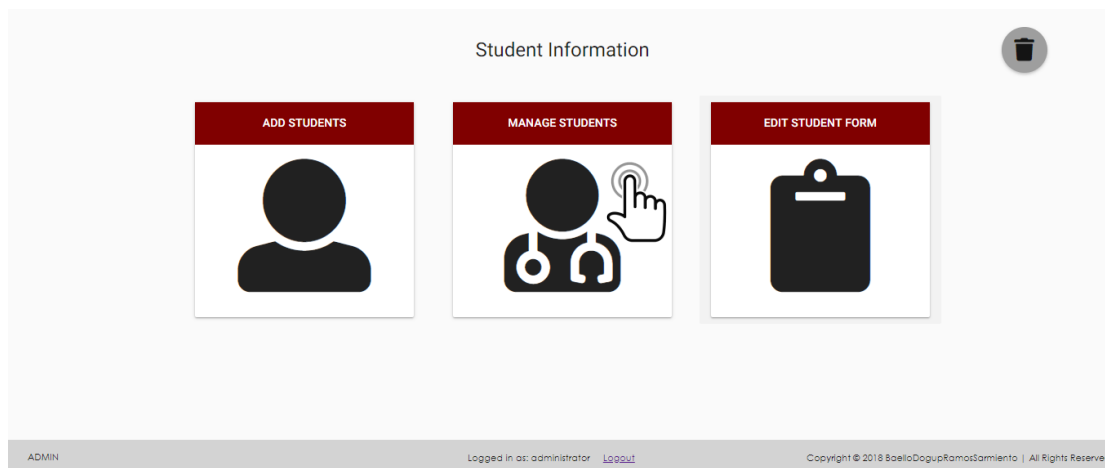 Student Information
ADD STUDENTS
MANAGE STUDENTS
EDIT STUDENT FORM
ADMIN
Logged in as: administrator Logout
Copyright © 2018 BaelloDogupRamosSarmiento | All Rights Reserve